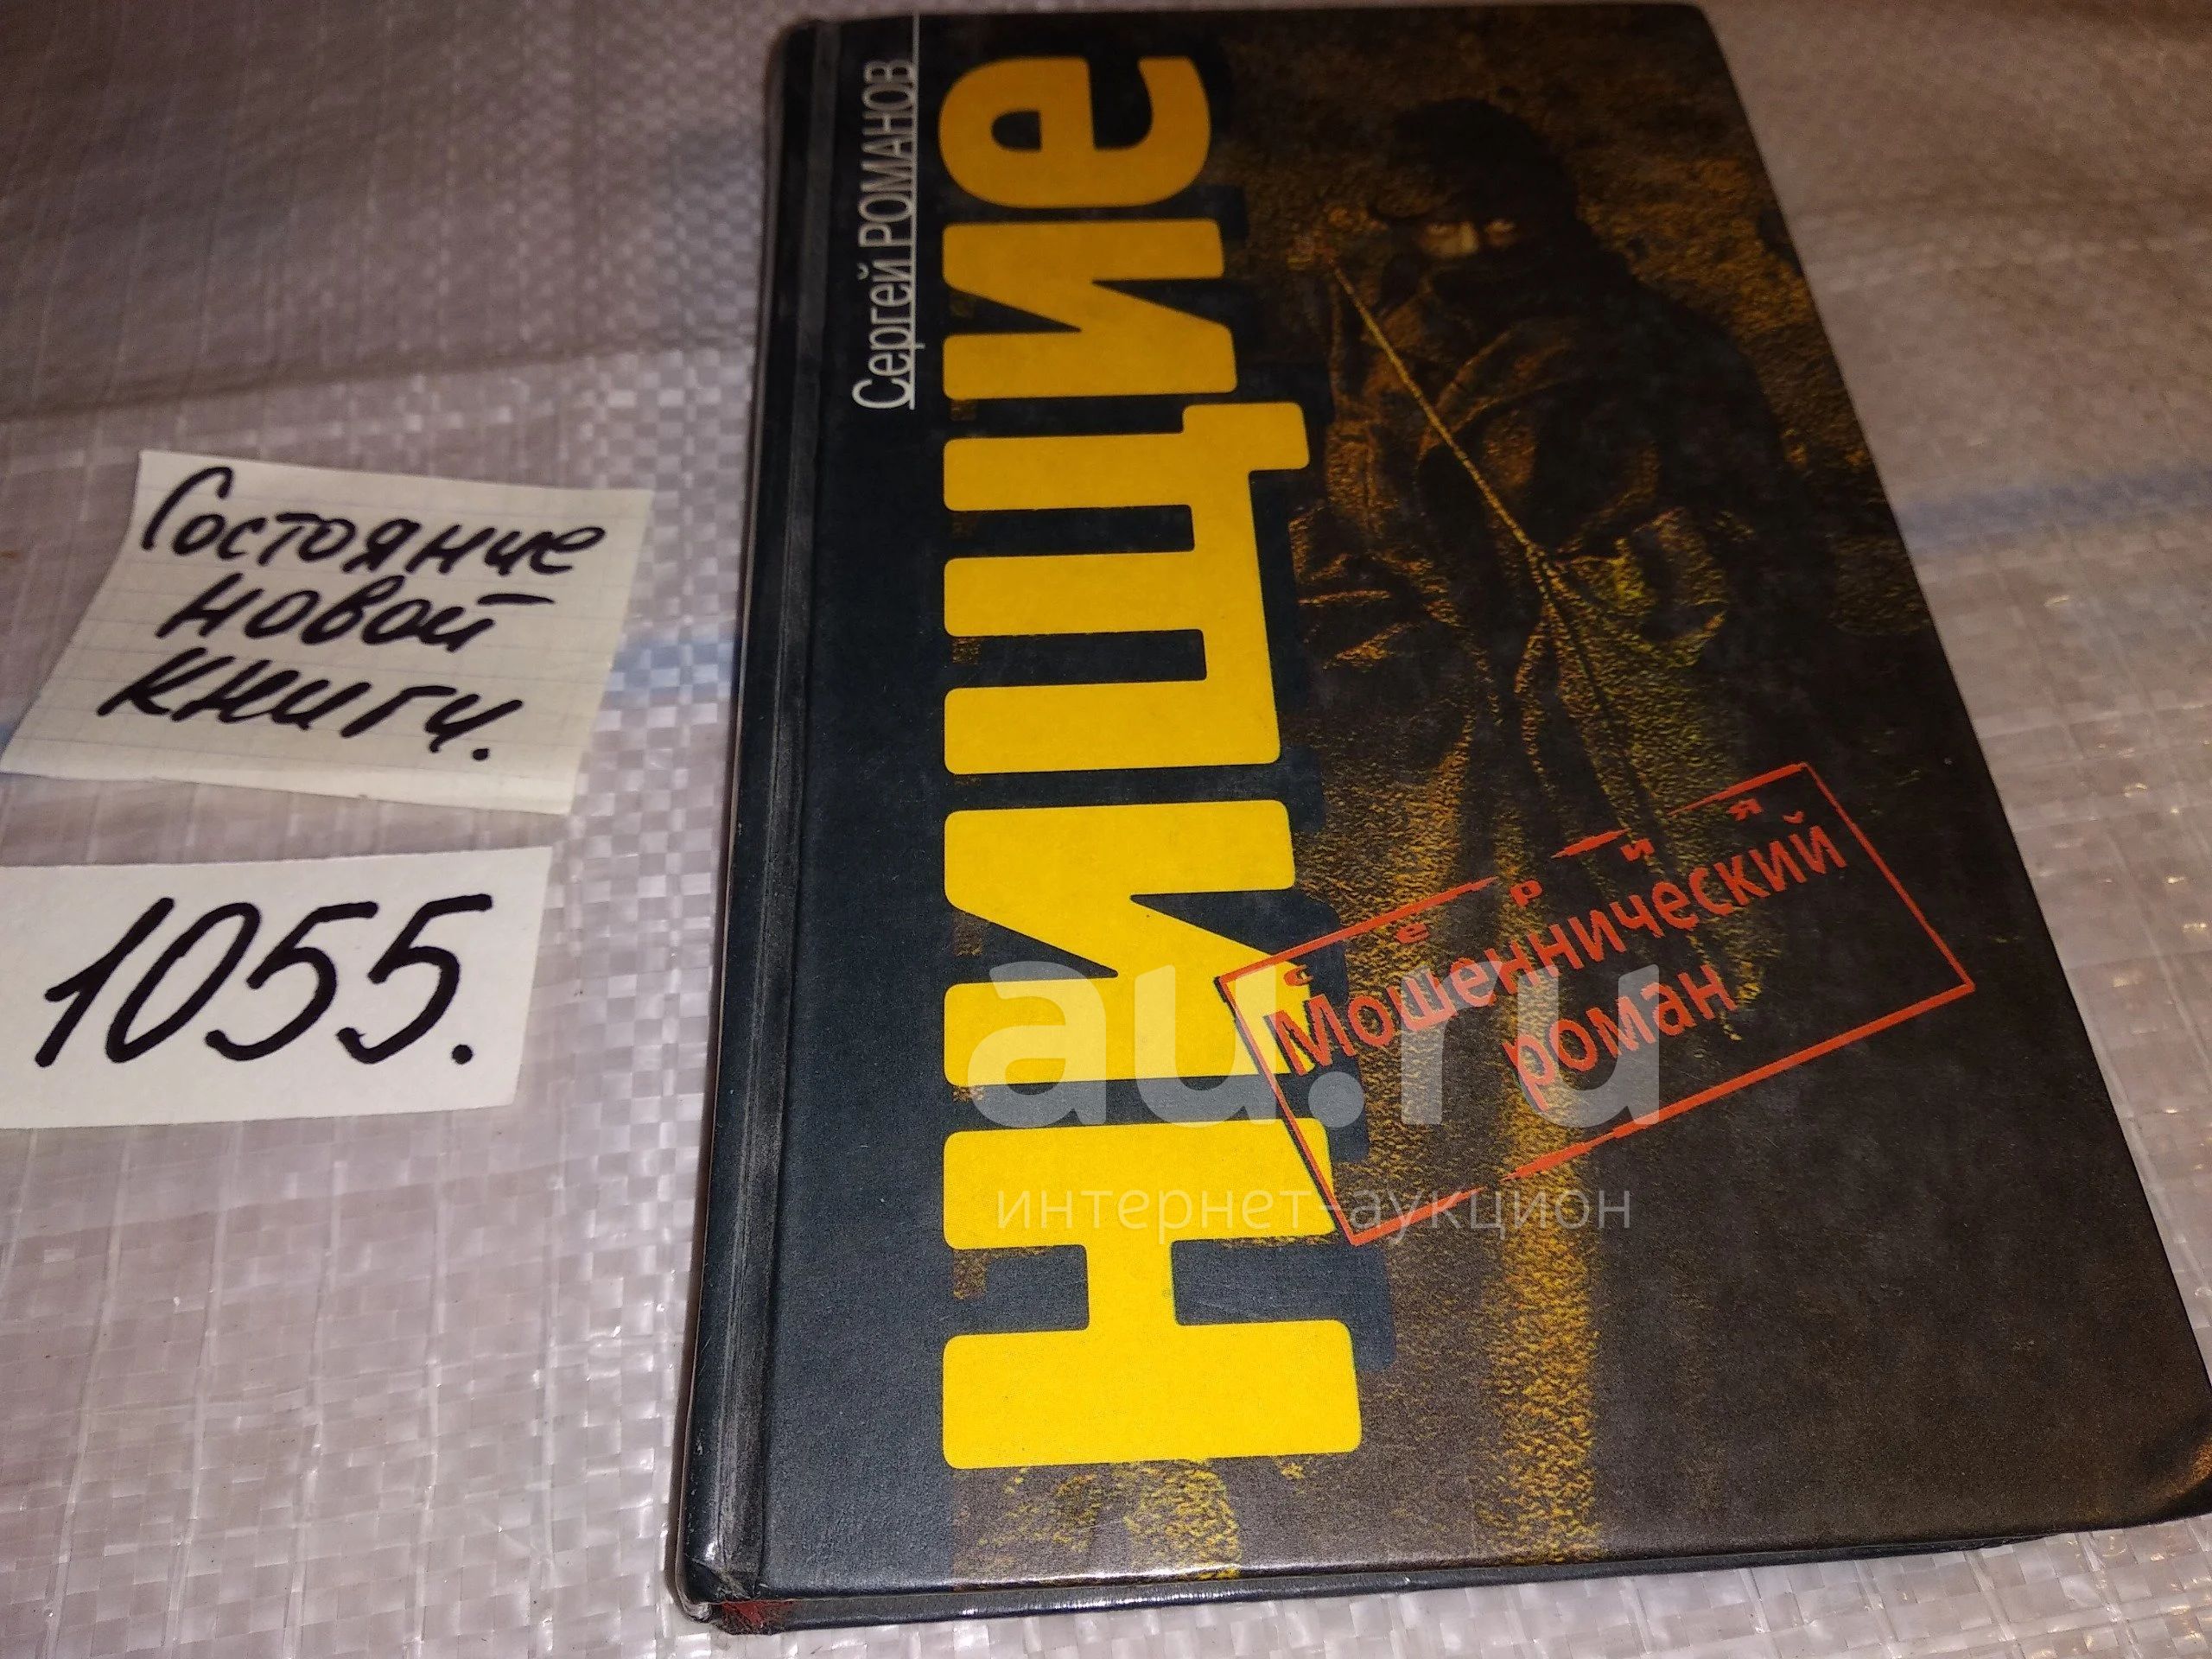 Сергей РОМАНОВ
НИЩИЕ
серия
Мошеннический
роман
Состояние
новой
книги.
1055.
au.ru
интернет-аукцион